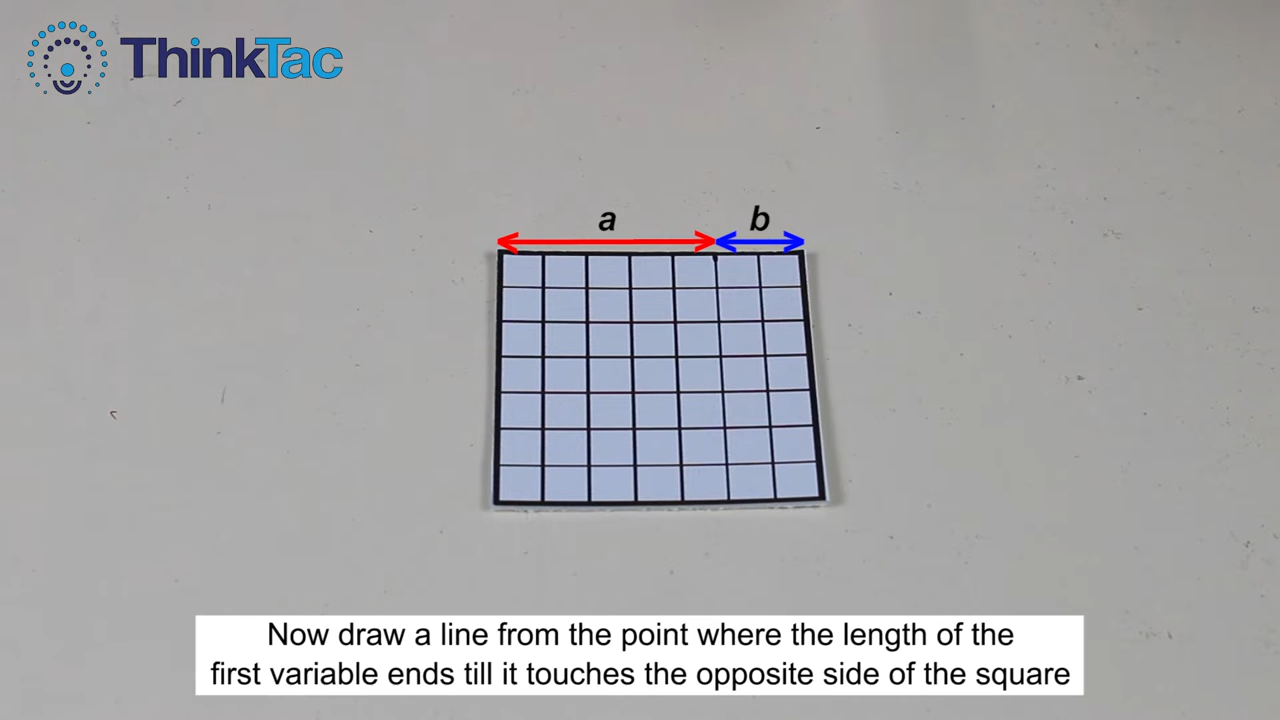 ThinkTac
a b
Now draw a line from the point where the length of the
first variable ends till it touches the opposite side of the square